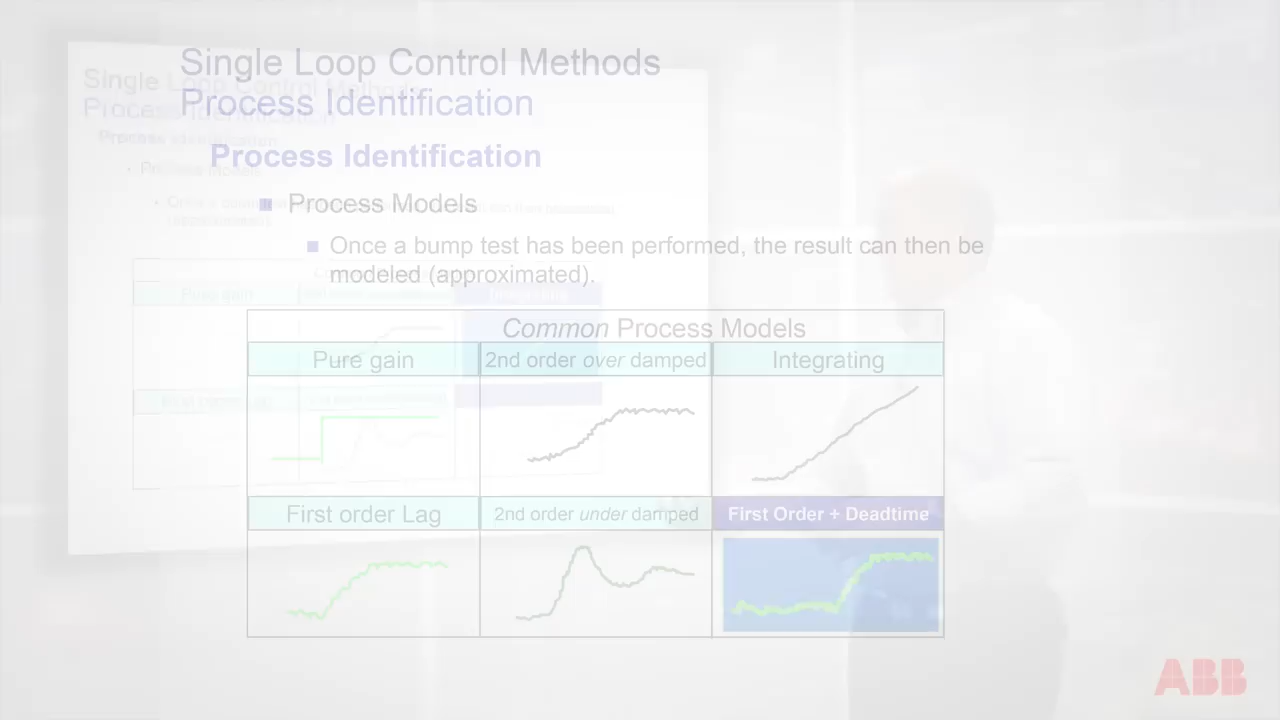 Single Loop Control Methods
Process Identification
Process Identification
Process Models
Once a bump test has been performed, the result can then be
modeled (approximated).
Common Process Models
Pure gain
2nd order over damped
Integrating
First order Lag
2nd order under damped
First Order + Deadtime
ABB